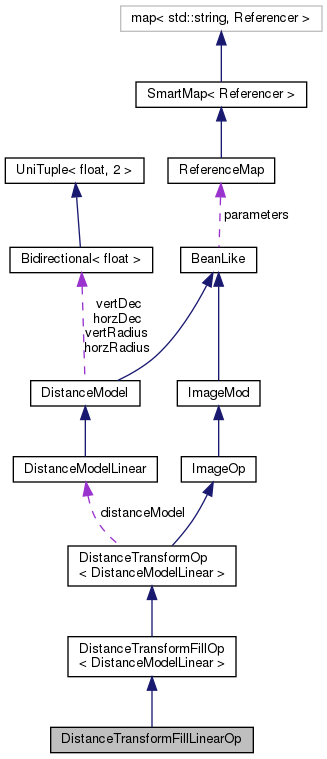 map< std::string, Referencer >
SmartMap< Referencer >
UniTuple< float, 2 >
ReferenceMap
parameters
Bidirectional< float >
BeanLike
vertDec
horzDec
vertRadius
horzRadius
DistanceModel
ImageMod
DistanceModelLinear
ImageOp
distanceModel
DistanceTransformOp
< DistanceModelLinear >
DistanceTransformFillOp
< DistanceModelLinear >
DistanceTransformFillLinearOp